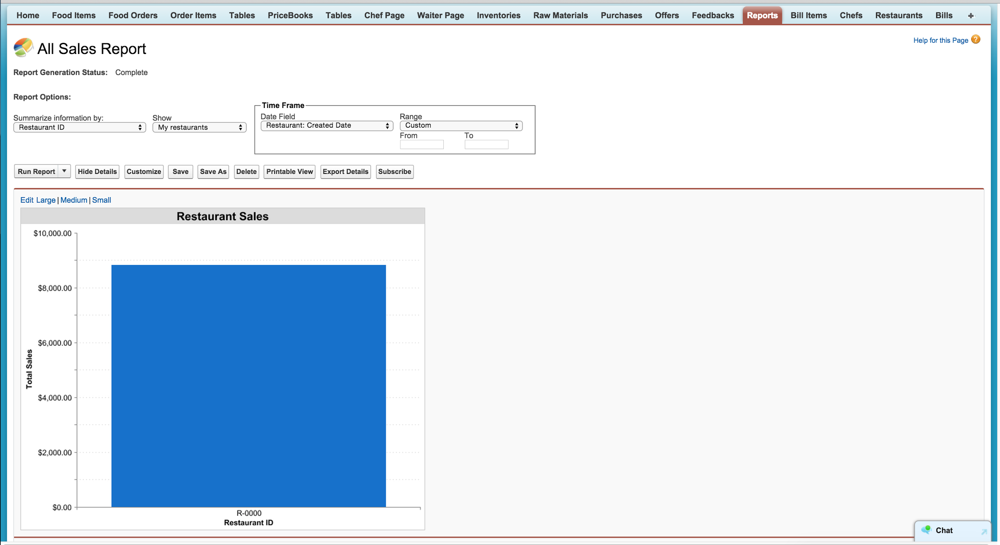 Home Food Items Food Orders Order Items Tables PriceBooks Tables Chef Page Waiter Page Inventories Raw Materials Purchases Offers Feedbacks Reports Bill Items Chefs Restaurants Bills +
Help for this Page ?
All Sales Report
Report Generation Status: Complete
Report Options:
Time Frame
Summarize information by: Show Date Field Range
Restaurant ID My restaurants Restaurant: Created Date Custom
From To
Run Report Hide Details Customize Save Save As Delete Printable View Export Details Subscribe
Edit Large | Medium | Small
Restaurant Sales
$10,000.00
$8,000.00
$6,000.00
Total Sales
$4,000.00
$2,000.00
$0.00
R-0000
Restaurant ID
Chat